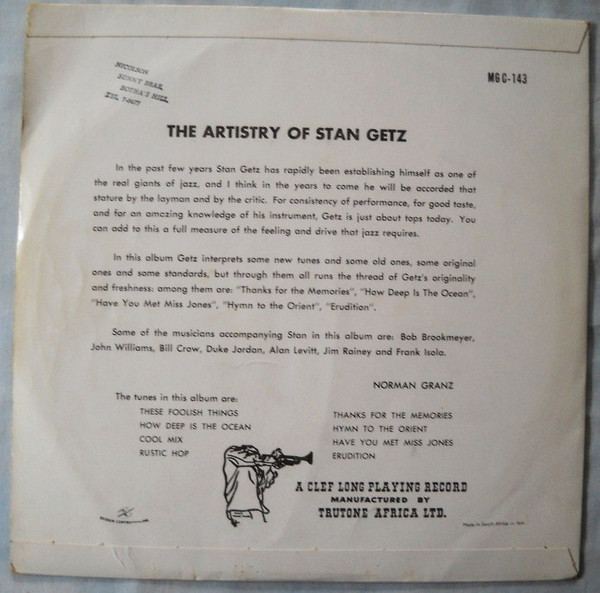 NICOLSON
SUNNY BRAE,
BOTHA'S HILL.
MGC-143
THE ARTISTRY OF STAN GETZ
In the past few years Stan Getz has rapidly been establishing himself as one of
the real giants of jazz, and I think in the years to come he will be accorded that
stature by the layman and by the critic. For consistency of performance, for good taste,
and for an amazing knowledge of his instrument, Getz is just about tops today. You
can add to this a full measure of the feeling and drive that jazz requires.
In this album Getz interprets some new tunes and some old ones, some original
ones and some standards, but through them all runs the thread of Getz's originality
and freshness: among them are: "Thanks for the Memories", "How Deep Is The Ocean",
"Have You Met Miss Jones", "Hymn to the Orient", "Erudition".
Some of the musicians accompanying Stan in this album are: Bob Brookmeyer,
John Williams, Bill Crow, Duke Jordan, Alan Levitt, Jim Rainey and Frank Isola.
NORMAN GRANZ
The tunes in this album are:
THESE FOOLISH THINGS
HOW DEEP IS THE OCEAN
COOL MIX
RUSTIC HOP
THANKS FOR THE MEMORIES
HYMN TO THE ORIENT
HAVE YOU MET MISS JONES
ERUDITION
A CLEF LONG PLAYING RECORD
MANUFACTURED BY
TRUTONE AFRICA LTD.
Made in South Africa